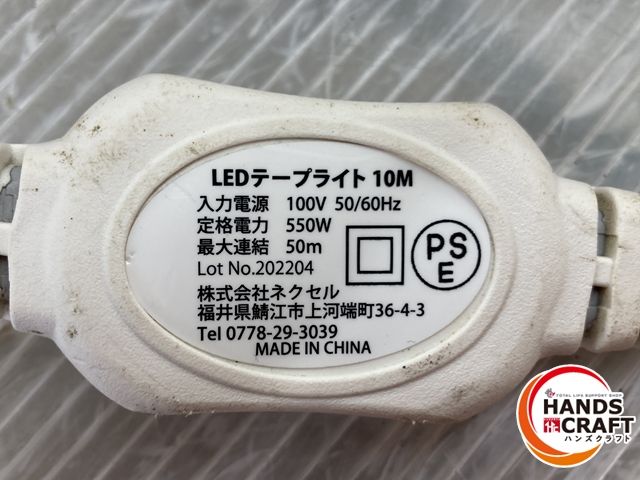 LEDテープライト 10M
入力電源 100V 50/60Hz
定格電力 550W
最大連結 50m
Lot No.202204
PS
E
株式会社ネクセル
福井県鯖江市上河端町36-4-3
Tel 0778-29-3039
MADE IN CHINA
TOTAL LIFE SUPPORT SHOP
HANDS
CRAFT
ハンズクラフト